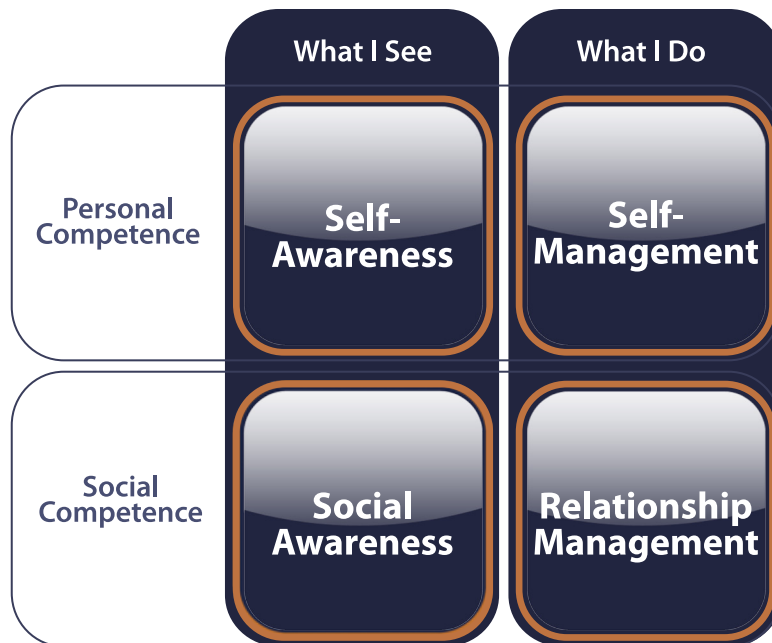 What I See
What I Do
Personal
Competence
Self-
Awareness
Self-
Management
Social
Competence
Social
Awareness
Relationship
Management